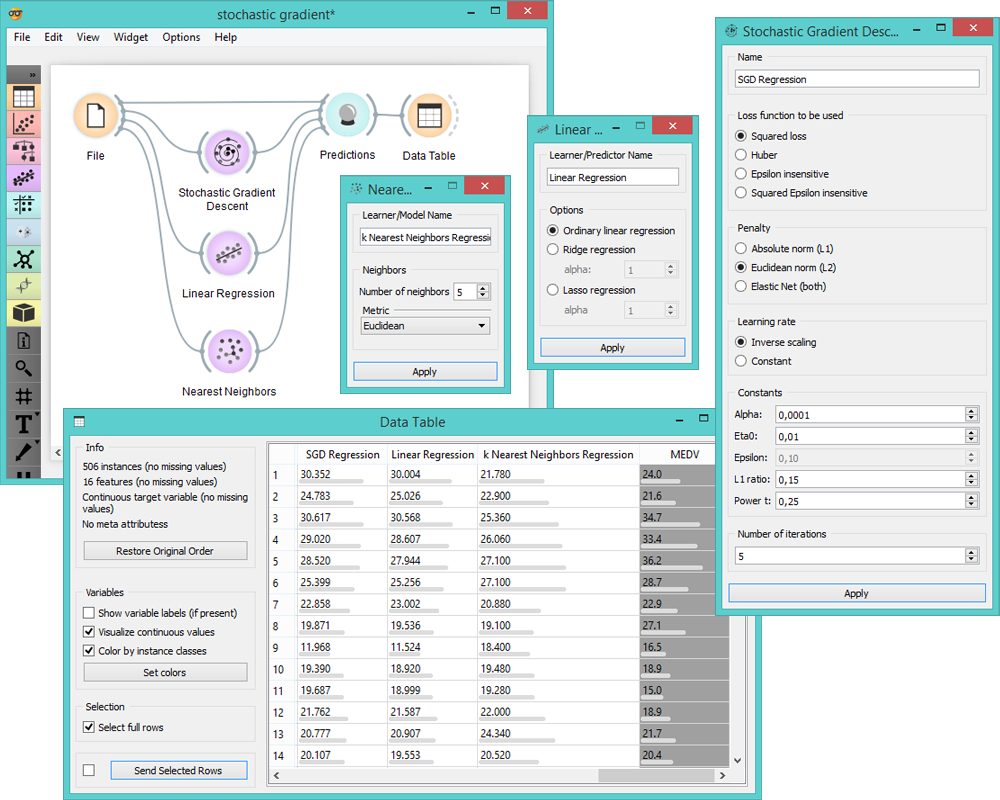 stochastic gradient*
File Edit View Widget Options Help
»
File
Stochastic Gradient
Descent
Linear Regression
Nearest Neighbors
Predictions
Data Table
T
<
Neare...
Learner/Model Name
k Nearest Neighbors Regressi
Neighbors
Number of neighbors 5
Metric
Euclidean
Apply
Linear ...
Learner/Predictor Name
Linear Regression
Options
Ordinary linear regression
Ridge regression
alpha: 1
Lasso regression
alpha 1
Apply
Stochastic Gradient Desc...
Name
SGD Regression
Loss function to be used
Squared loss
Huber
Epsilon insensitive
Squared Epsilon insensitive
Penalty
Absolute norm (L1)
Euclidean norm (L2)
Elastic Net (both)
Learning rate
Inverse scaling
Constant
Constants
Alpha: 0,0001
Eta0: 0,01
Epsilon: 0,10
L1 ratio: 0,15
Power t: 0,25
Number of iterations
5
Apply
Data Table
Info
506 instances (no missing values)
16 features (no missing values)
Continuous target variable (no missing
values)
No meta attributess
Restore Original Order
Variables
Show variable labels (if present)
Visualize continuous values
Color by instance classes
Set colors
Selection
Select full rows
Send Selected Rows
SGD Regression Linear Regression k Nearest Neighbors Regression MEDV
1 30.352 30.004 21.780 24.0
2 24.783 25.026 22.900 21.6
3 30.617 30.568 25.360 34.7
4 29.020 28.607 26.060 33.4
5 28.520 27.944 27.100 36.2
6 25.399 25.256 27.100 28.7
7 22.858 23.002 20.880 22.9
8 19.871 19.536 19.100 27.1
9 11.968 11.524 18.400 16.5
10 19.390 18.920 19.480 18.9
11 19.687 18.999 19.280 15.0
12 21.762 21.587 22.000 18.9
13 20.777 20.907 24.340 21.7
14 20.107 19.553 20.520 20.4